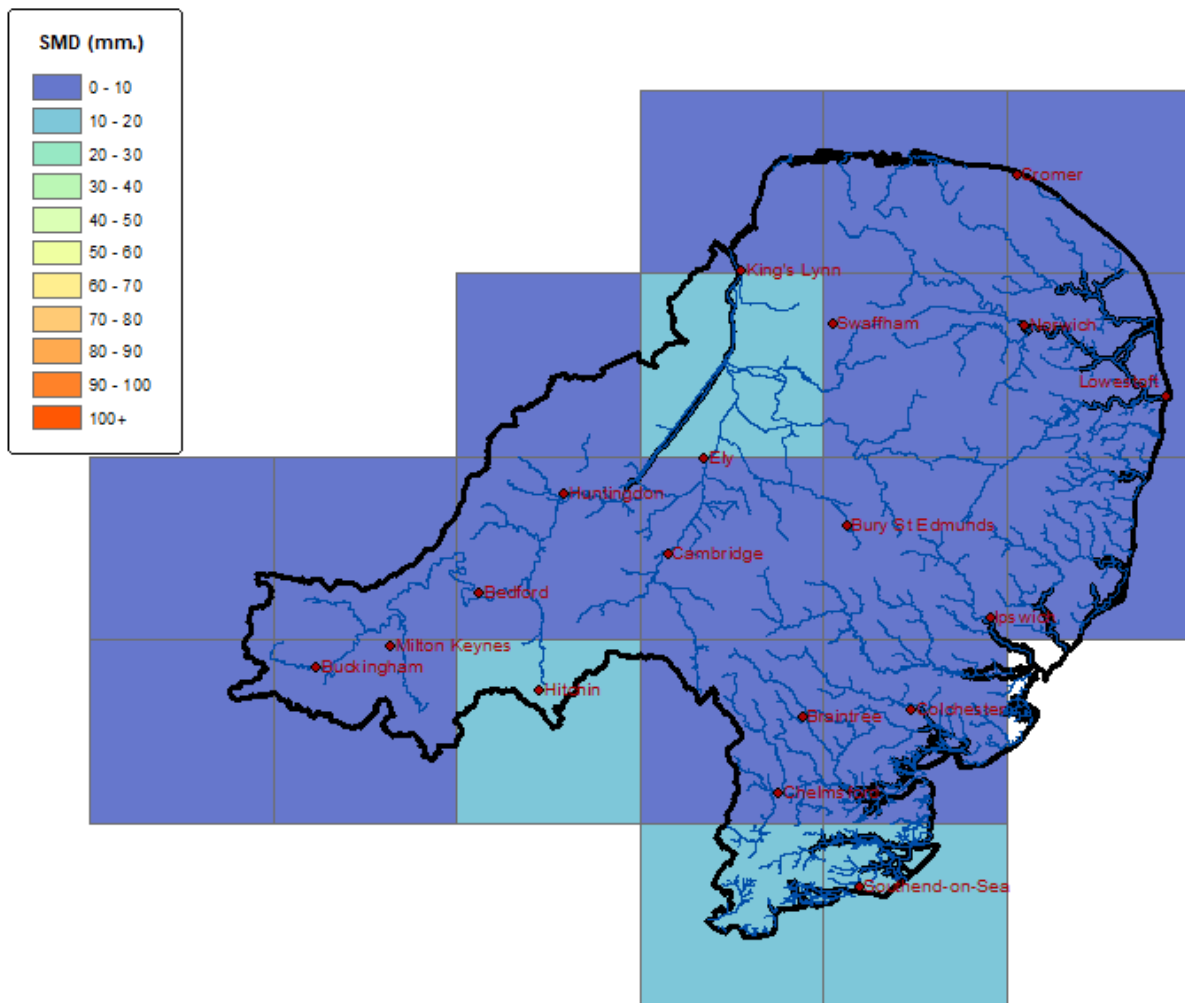 SMD (mm.)
0 - 10
10 - 20
20 - 30
30 - 40
40 - 50
50 - 60
60 - 70
70 - 80
80 - 90
90 - 100
100+
Cromer
King's Lynn
Swaffham
Norwich
Lowestoft
Ely
Huntingdon
Bury St Edmunds
Cambridge
Bedford
Ipswich
Milton Keynes
Buckingham
Hitchin
Braintree
Colchester
Chelmsford
Southend-on-Sea